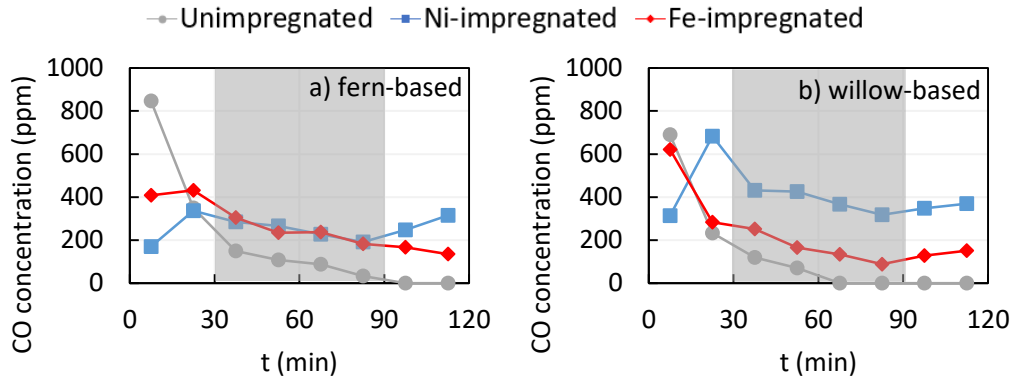 Unimpregnated Ni-impregnated Fe-impregnated
CO concentration (ppm)
1000
800
600
400
200
0
a) fern-based
0 30 60 90 120
t (min)
CO concentration (ppm)
1000
800
600
400
200
0
b) willow-based
0 30 60 90 120
t (min)